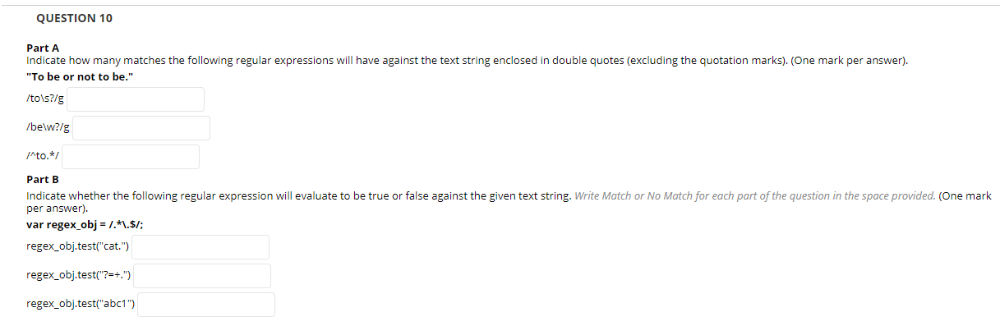 QUESTION 10
Part A
Indicate how many matches the following regular expressions will have against the text string enclosed in double quotes (excluding the quotation marks). (One mark per answer).
"To be or not to be."
/to\s?/g
/be\w?/g
/^to.*/
Part B
Indicate whether the following regular expression will evaluate to be true or false against the given text string. Write Match or No Match for each part of the question in the space provided. (One mark
per answer).
var regex_obj = /.*\.$/;
regex_obj.test("cat.")
regex_obj.test("?=+.")
regex_obj.test("abc1")